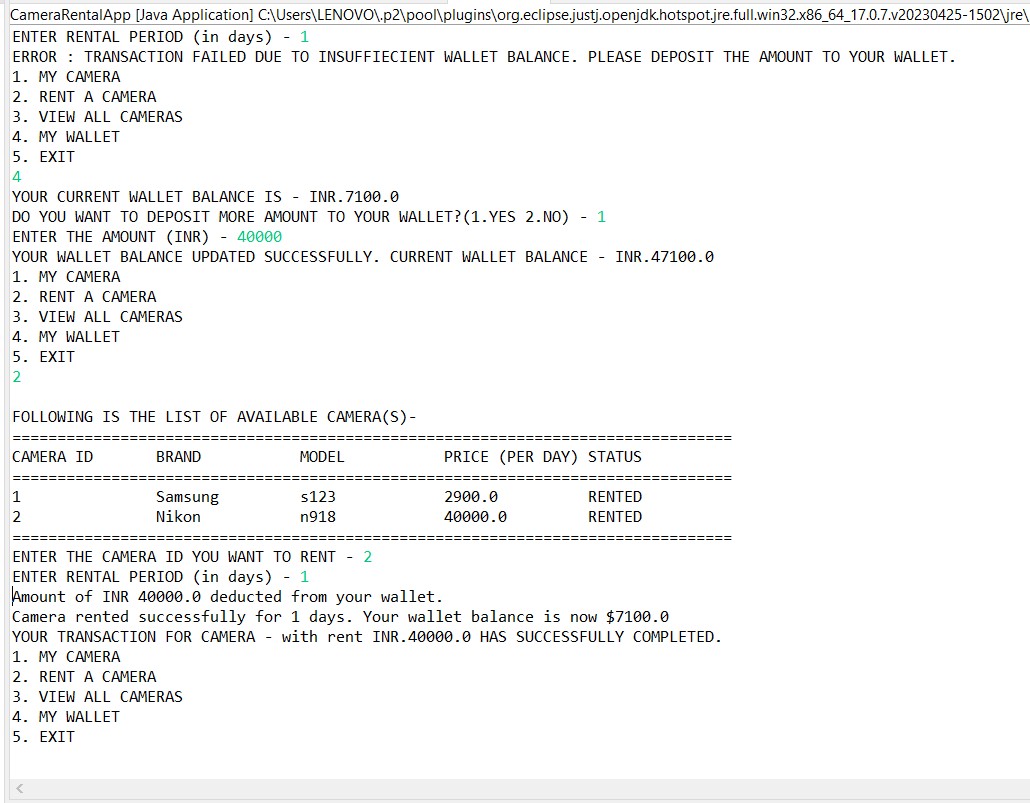 CameraRentalApp [Java Application] C:\Users\LENOVO\.p2\pool\plugins\org.eclipse.justj.openjdk.hotspot.jre.full.win32.x86_64_17.0.7.v20230425-1502\jre\
ENTER RENTAL PERIOD (in days) - 1
ERROR : TRANSACTION FAILED DUE TO INSUFFIECIENT WALLET BALANCE. PLEASE DEPOSIT THE AMOUNT TO YOUR WALLET.
1. MY CAMERA
2. RENT A CAMERA
3. VIEW ALL CAMERAS
4. MY WALLET
5. EXIT
4
YOUR CURRENT WALLET BALANCE IS - INR.7100.0
DO YOU WANT TO DEPOSIT MORE AMOUNT TO YOUR WALLET?(1.YES 2.NO) - 1
ENTER THE AMOUNT (INR) - 40000
YOUR WALLET BALANCE UPDATED SUCCESSFULLY. CURRENT WALLET BALANCE - INR.47100.0
1. MY CAMERA
2. RENT A CAMERA
3. VIEW ALL CAMERAS
4. MY WALLET
5. EXIT
2
FOLLOWING IS THE LIST OF AVAILABLE CAMERA(S)-
================================================================================
CAMERA ID       BRAND           MODEL           PRICE (PER DAY) STATUS
================================================================================
1               Samsung         s123            2900.0          RENTED
2               Nikon           n918            40000.0         RENTED
================================================================================
ENTER THE CAMERA ID YOU WANT TO RENT - 2
ENTER RENTAL PERIOD (in days) - 1
Amount of INR 40000.0 deducted from your wallet.
Camera rented successfully for 1 days. Your wallet balance is now $7100.0
YOUR TRANSACTION FOR CAMERA - with rent INR.40000.0 HAS SUCCESSFULLY COMPLETED.
1. MY CAMERA
2. RENT A CAMERA
3. VIEW ALL CAMERAS
4. MY WALLET
5. EXIT